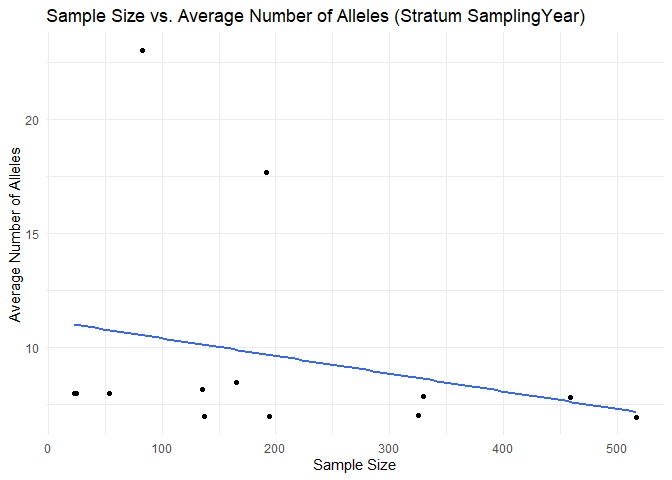 Sample Size vs. Average Number of Alleles (Stratum SamplingYear)
Average Number of Alleles
20
15
10
0 100 200 300 400 500
Sample Size